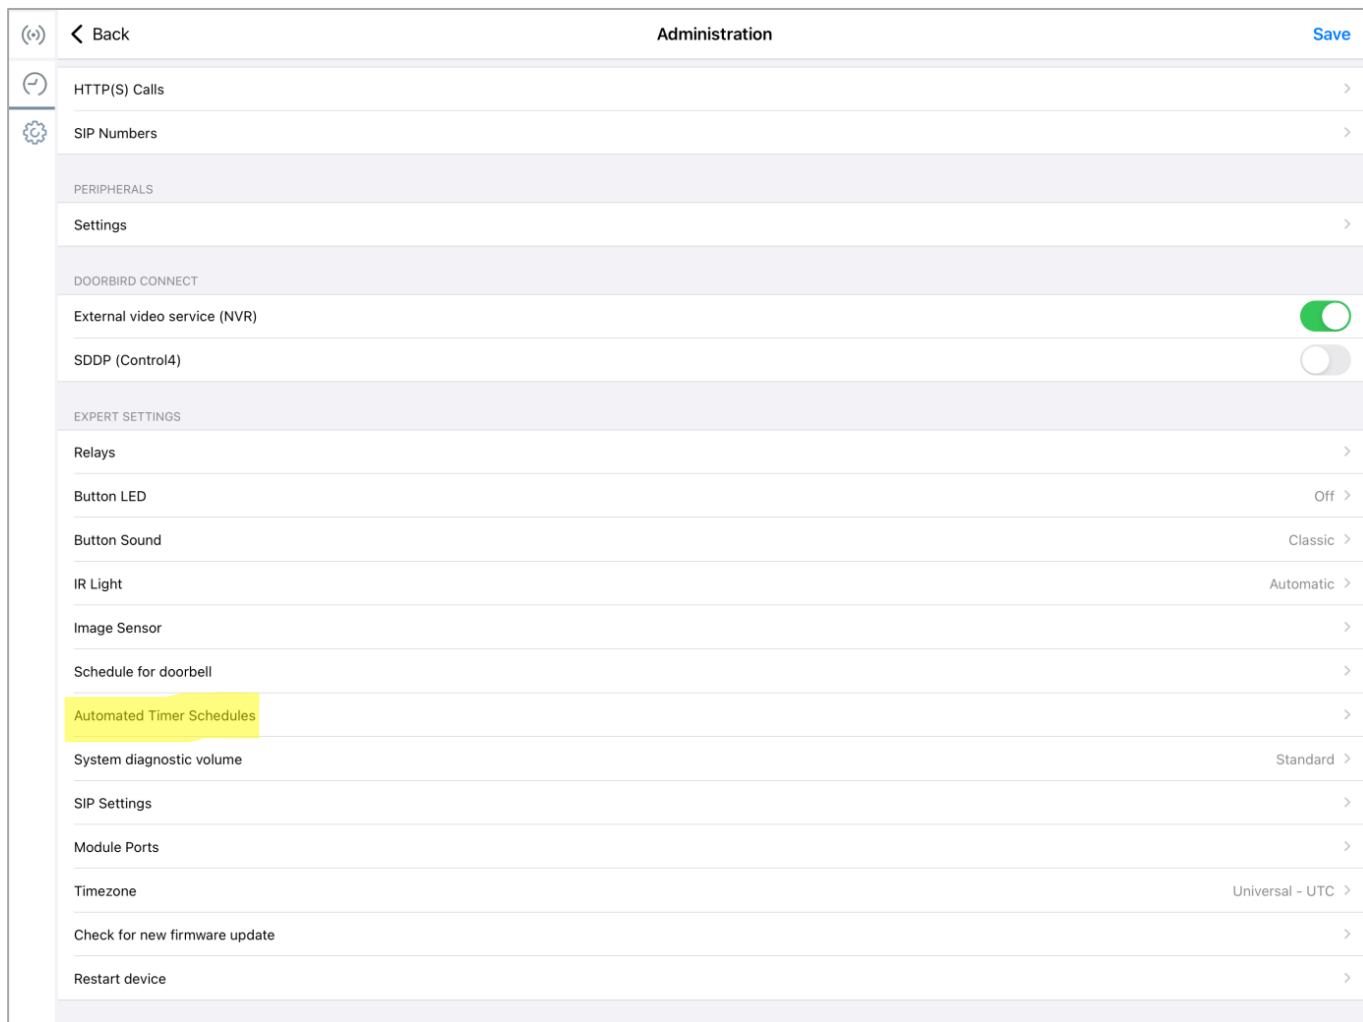 Back
Administration
Save
HTTP(S) Calls
SIP Numbers
PERIPHERALS
Settings
DOORBIRD CONNECT
External video service (NVR)
SDDP (Control4)
EXPERT SETTINGS
Relays
Button LED Off
Button Sound Classic
IR Light Automatic
Image Sensor
Schedule for doorbell
Automated Timer Schedules
System diagnostic volume Standard
SIP Settings
Module Ports
Timezone Universal - UTC
Check for new firmware update
Restart device